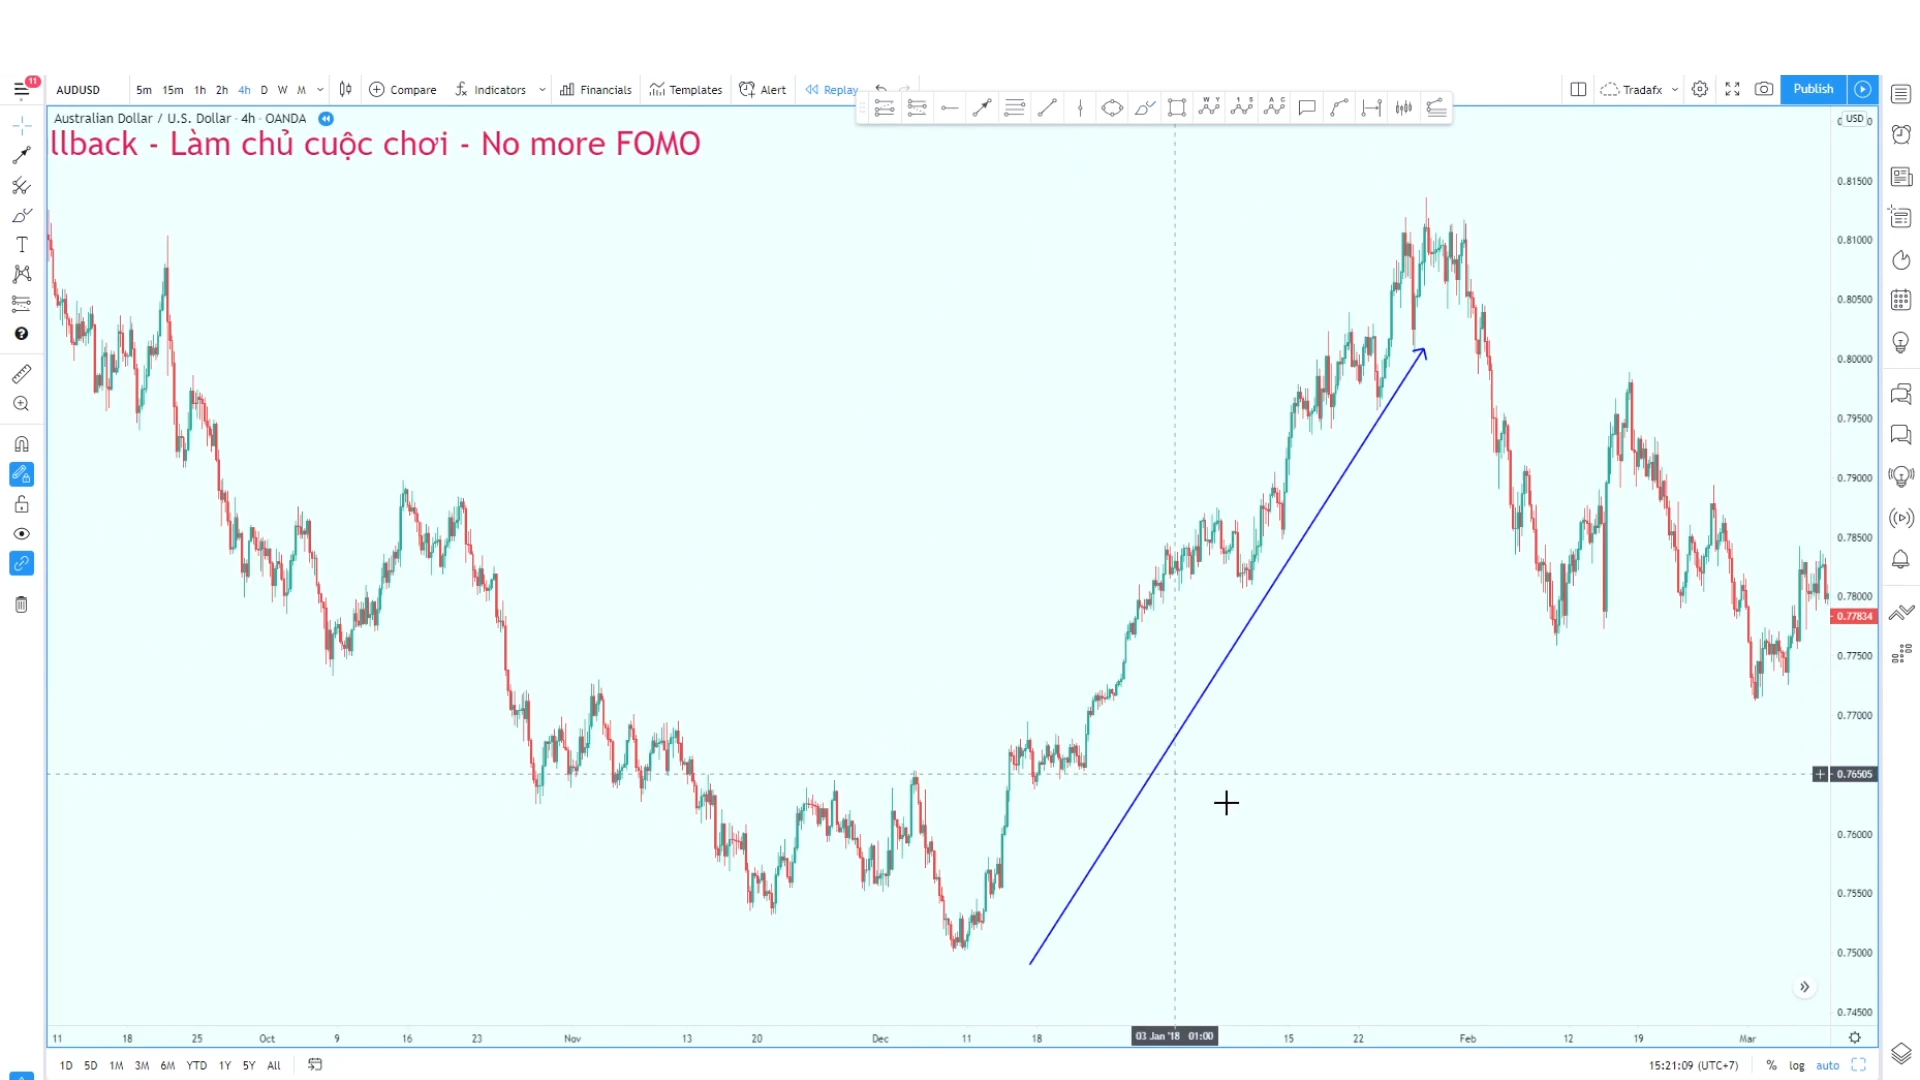 11
AUDUSD
5m 15m 1h 2h 4h D W M
Compare
Indicators
Financials
Templates
Alert
Replay
Tradafx
Publish
Australian Dollar / U.S. Dollar · 4h · OANDA
USD
llback - Làm chủ cuộc chơi - No more FOMO
W Y
1 5
A C
0.81500
0.81000
0.80500
0.80000
0.79500
0.79000
0.78500
0.78000
0.77834
0.77500
0.77000
0.76505
0.76000
0.75500
0.75000
0.74500
11 18 25 Oct 9 16 23 Nov 13 20 Dec 11 18 03 Jan '18 01:00 15 22 Feb 12 19 Mar
1D 5D 1M 3M 6M YTD 1Y 5Y All
15:21:09 (UTC+7) % log auto